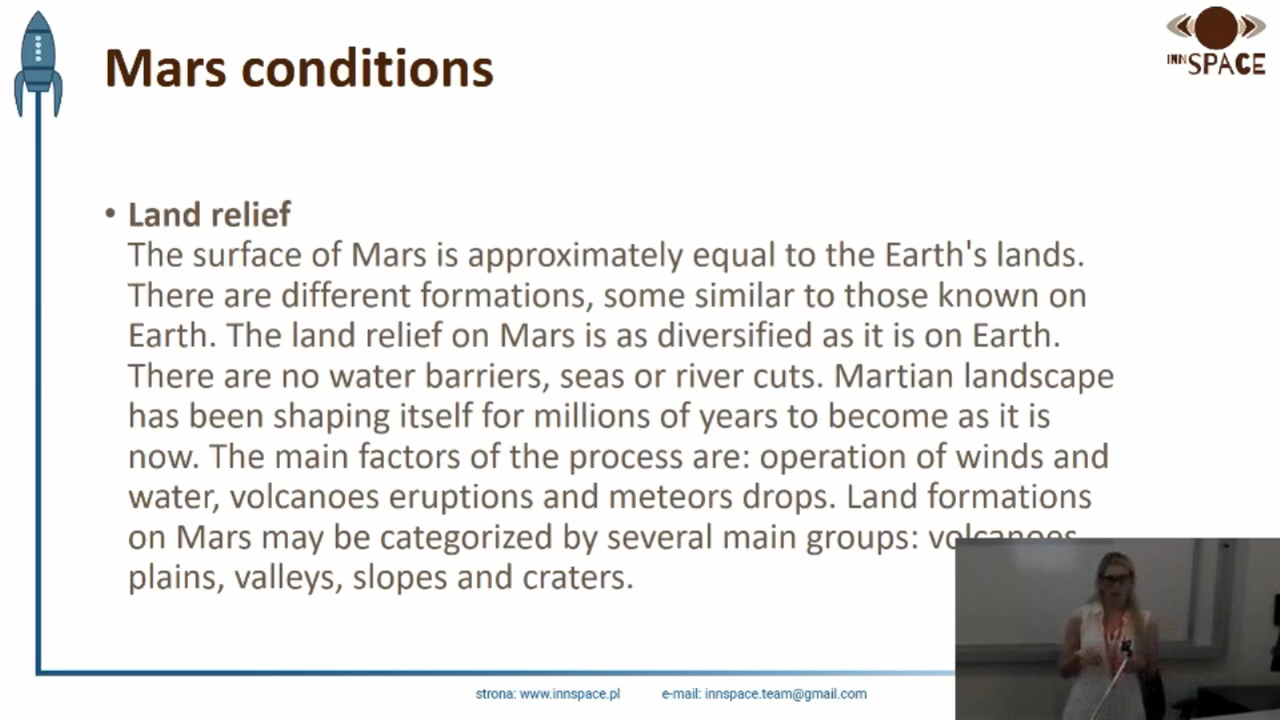 Mars conditions
INNSPACE
• Land relief
The surface of Mars is approximately equal to the Earth's lands.
There are different formations, some similar to those known on
Earth. The land relief on Mars is as diversified as it is on Earth.
There are no water barriers, seas or river cuts. Martian landscape
has been shaping itself for millions of years to become as it is
now. The main factors of the process are: operation of winds and
water, volcanoes eruptions and meteors drops. Land formations
on Mars may be categorized by several main groups: volcanoes
plains, valleys, slopes and craters.
strona: www.innspace.pl e-mail: innspace.team@gmail.com